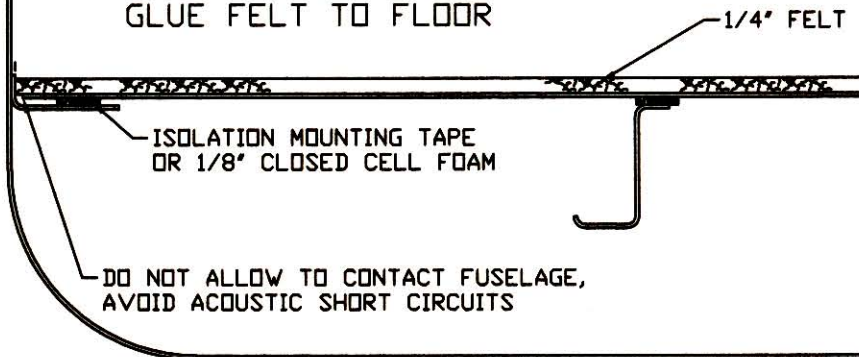 GLUE FELT TO FLOOR
1/4" FELT
ISOLATION MOUNTING TAPE
OR 1/8" CLOSED CELL FOAM
DO NOT ALLOW TO CONTACT FUSELAGE,
AVOID ACOUSTIC SHORT CIRCUITS